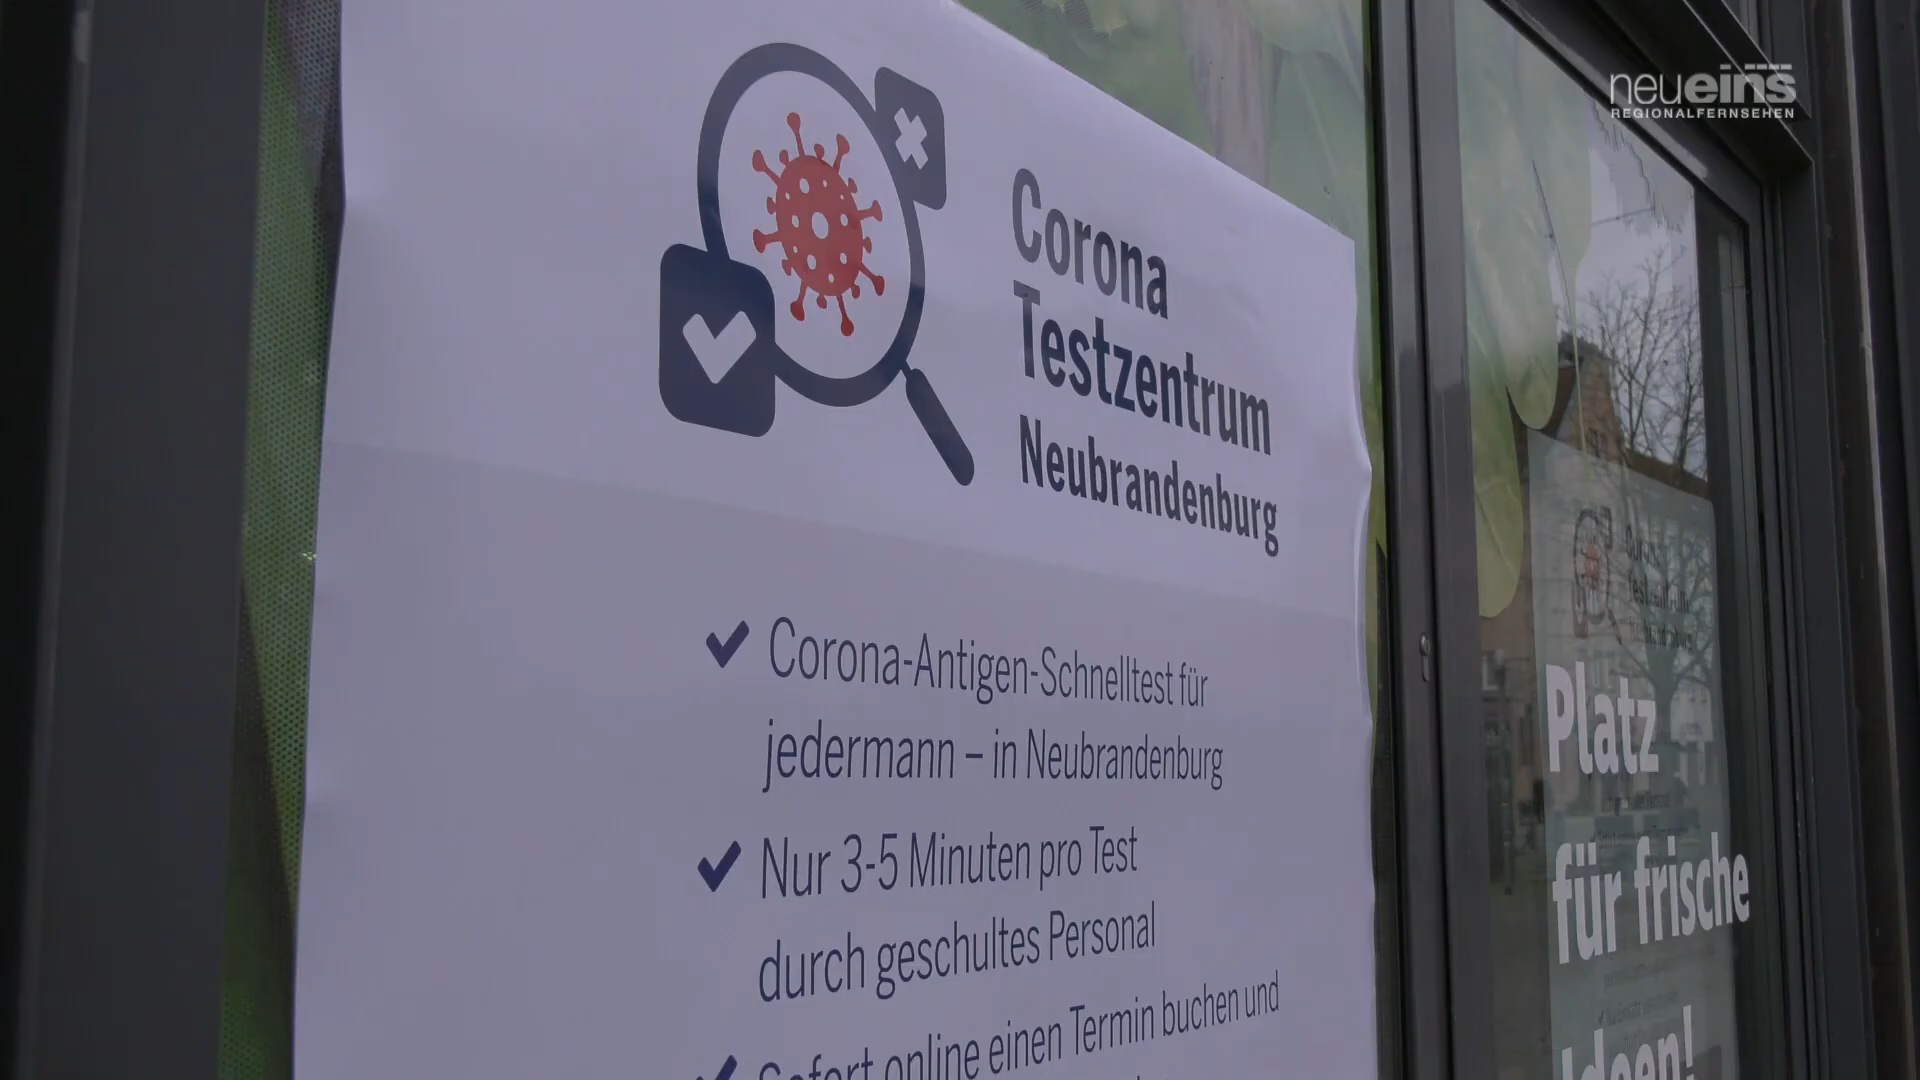 neueins
REGIONALFERNSEHEN
Corona
Testzentrum
Neubrandenburg
Corona-Antigen-Schnelltest für
jedermann – in Neubrandenburg
Nur 3-5 Minuten pro Test
durch geschultes Personal
Sofort online einen Termin buchen und
Platz
für frische
Ideen!